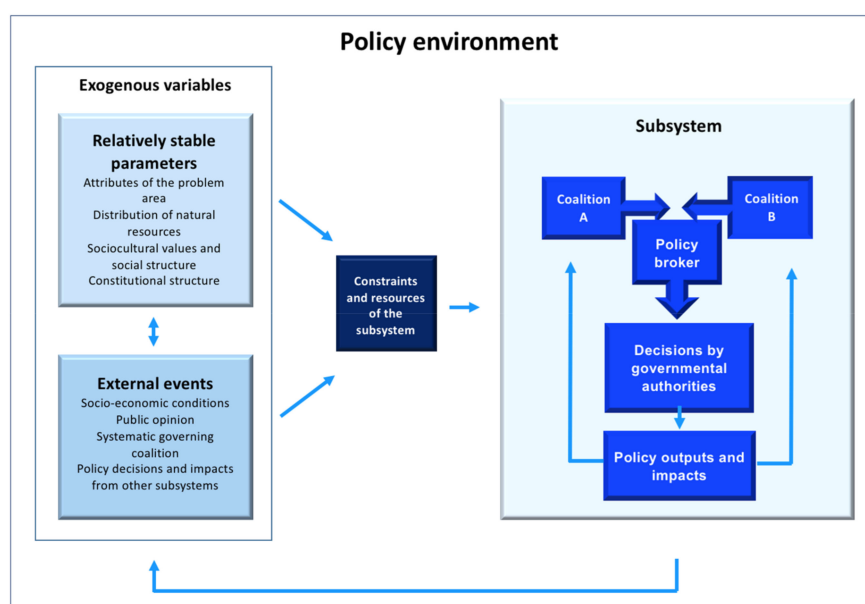 Policy environment
Exogenous variables
Relatively stable
parameters
Attributes of the problem
area
Distribution of natural
resources
Sociocultural values and
social structure
Constitutional structure
External events
Socio-economic conditions
Public opinion
Systematic governing
coalition
Policy decisions and impacts
from other subsystems
Constraints
and resources
of the
subsystem
Subsystem
Coalition
A
Coalition
B
Policy
broker
Decisions by
governmental
authorities
Policy outputs and
impacts